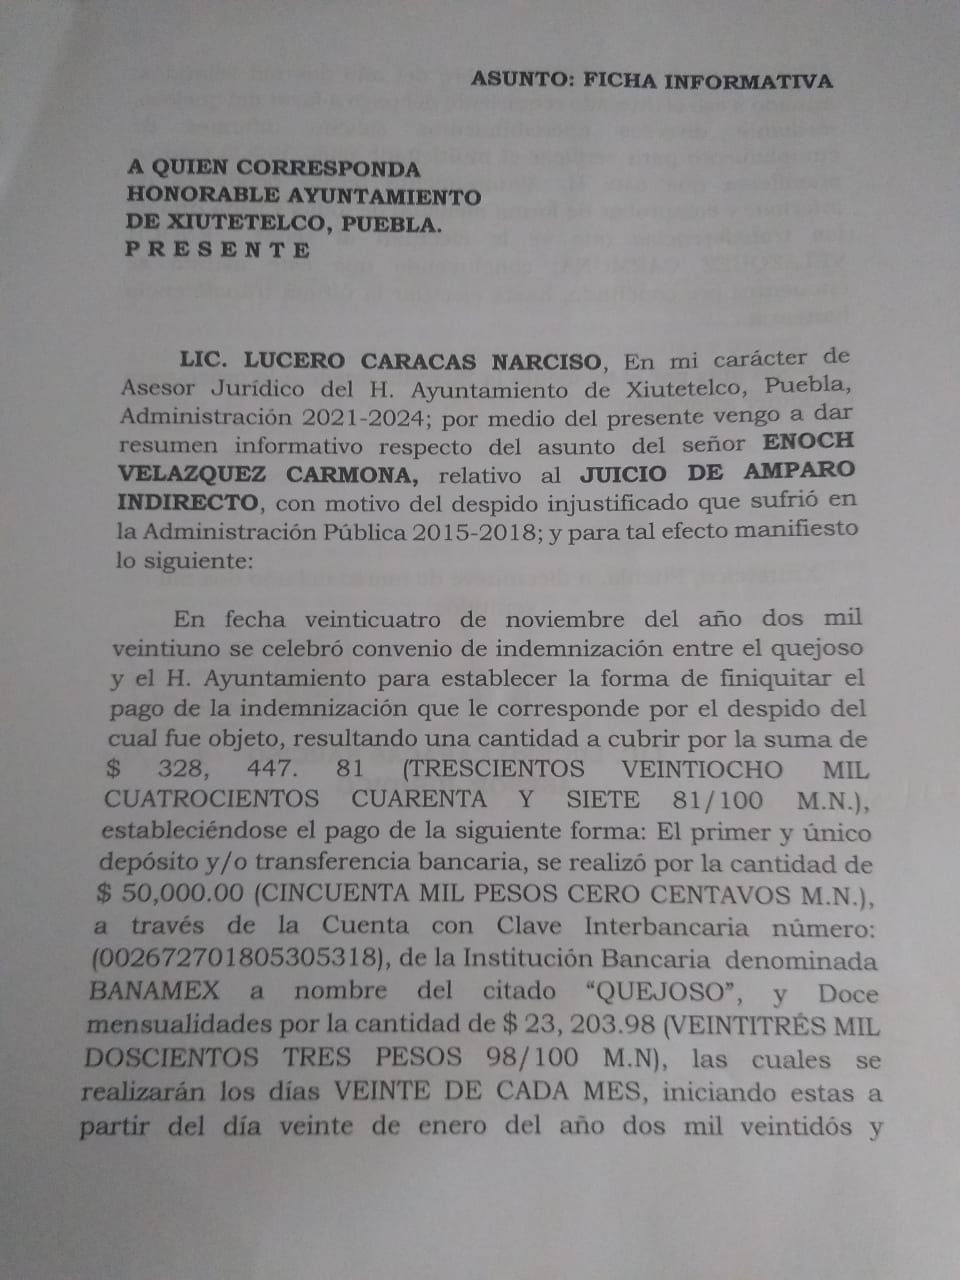 ASUNTO: FICHA INFORMATIVA
A QUIEN CORRESPONDA
HONORABLE AYUNTAMIENTO
DE XIUTETELCO, PUEBLA.
P R E S E N T E
LIC. LUCERO CARACAS NARCISO, En mi carácter de
Asesor Jurídico del H. Ayuntamiento de Xiutetelco, Puebla,
Administración 2021-2024; por medio del presente vengo a dar
resumen informativo respecto del asunto del señor ENOCH
VELAZQUEZ CARMONA, relativo al JUICIO DE AMPARO
INDIRECTO, con motivo del despido injustificado que sufrió en
la Administración Pública 2015-2018; y para tal efecto manifiesto
lo siguiente:
En fecha veinticuatro de noviembre del año dos mil
veintiuno se celebró convenio de indemnización entre el quejoso
y el H. Ayuntamiento para establecer la forma de finiquitar el
pago de la indemnización que le corresponde por el despido del
cual fue objeto, resultando una cantidad a cubrir por la suma de
$ 328, 447. 81 (TRESCIENTOS VEINTIOCHO MIL
CUATROCIENTOS CUARENTA Y SIETE 81/100 M.N.),
estableciéndose el pago de la siguiente forma: El primer y único
depósito y/o transferencia bancaria, se realizó por la cantidad de
$ 50,000.00 (CINCUENTA MIL PESOS CERO CENTAVOS M.N.),
a través de la Cuenta con Clave Interbancaria número:
(002672701805305318), de la Institución Bancaria denominada
BANAMEX a nombre del citado “QUEJOSO”, y Doce
mensualidades por la cantidad de $ 23, 203.98 (VEINTITRÉS MIL
DOSCIENTOS TRES PESOS 98/100 M.N), las cuales se
realizarán los días VEINTE DE CADA MES, iniciando estas a
partir del día veinte de enero del año dos mil veintidós y